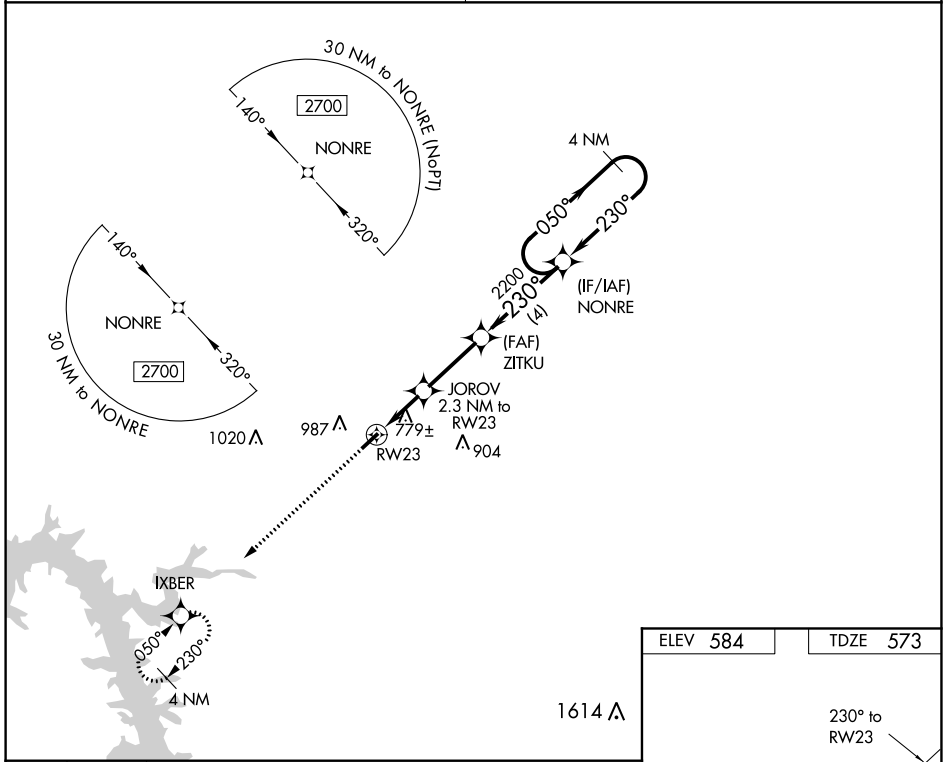 30 NM to NONRE (NoPT)
2700
140°
NONRE
320°
4 NM
050°
230°
(IF/IAF)
NONRE
2200
230°
(4)
(FAF)
ZITKU
140°
NONRE
320°
2700
30 NM to NONRE
JOROV
2.3 NM to
RW23
1020
987
779±
904
RW23
IXBER
050°
230°
4 NM
1614
ELEV 584
TDZE 573
230° to
RW23